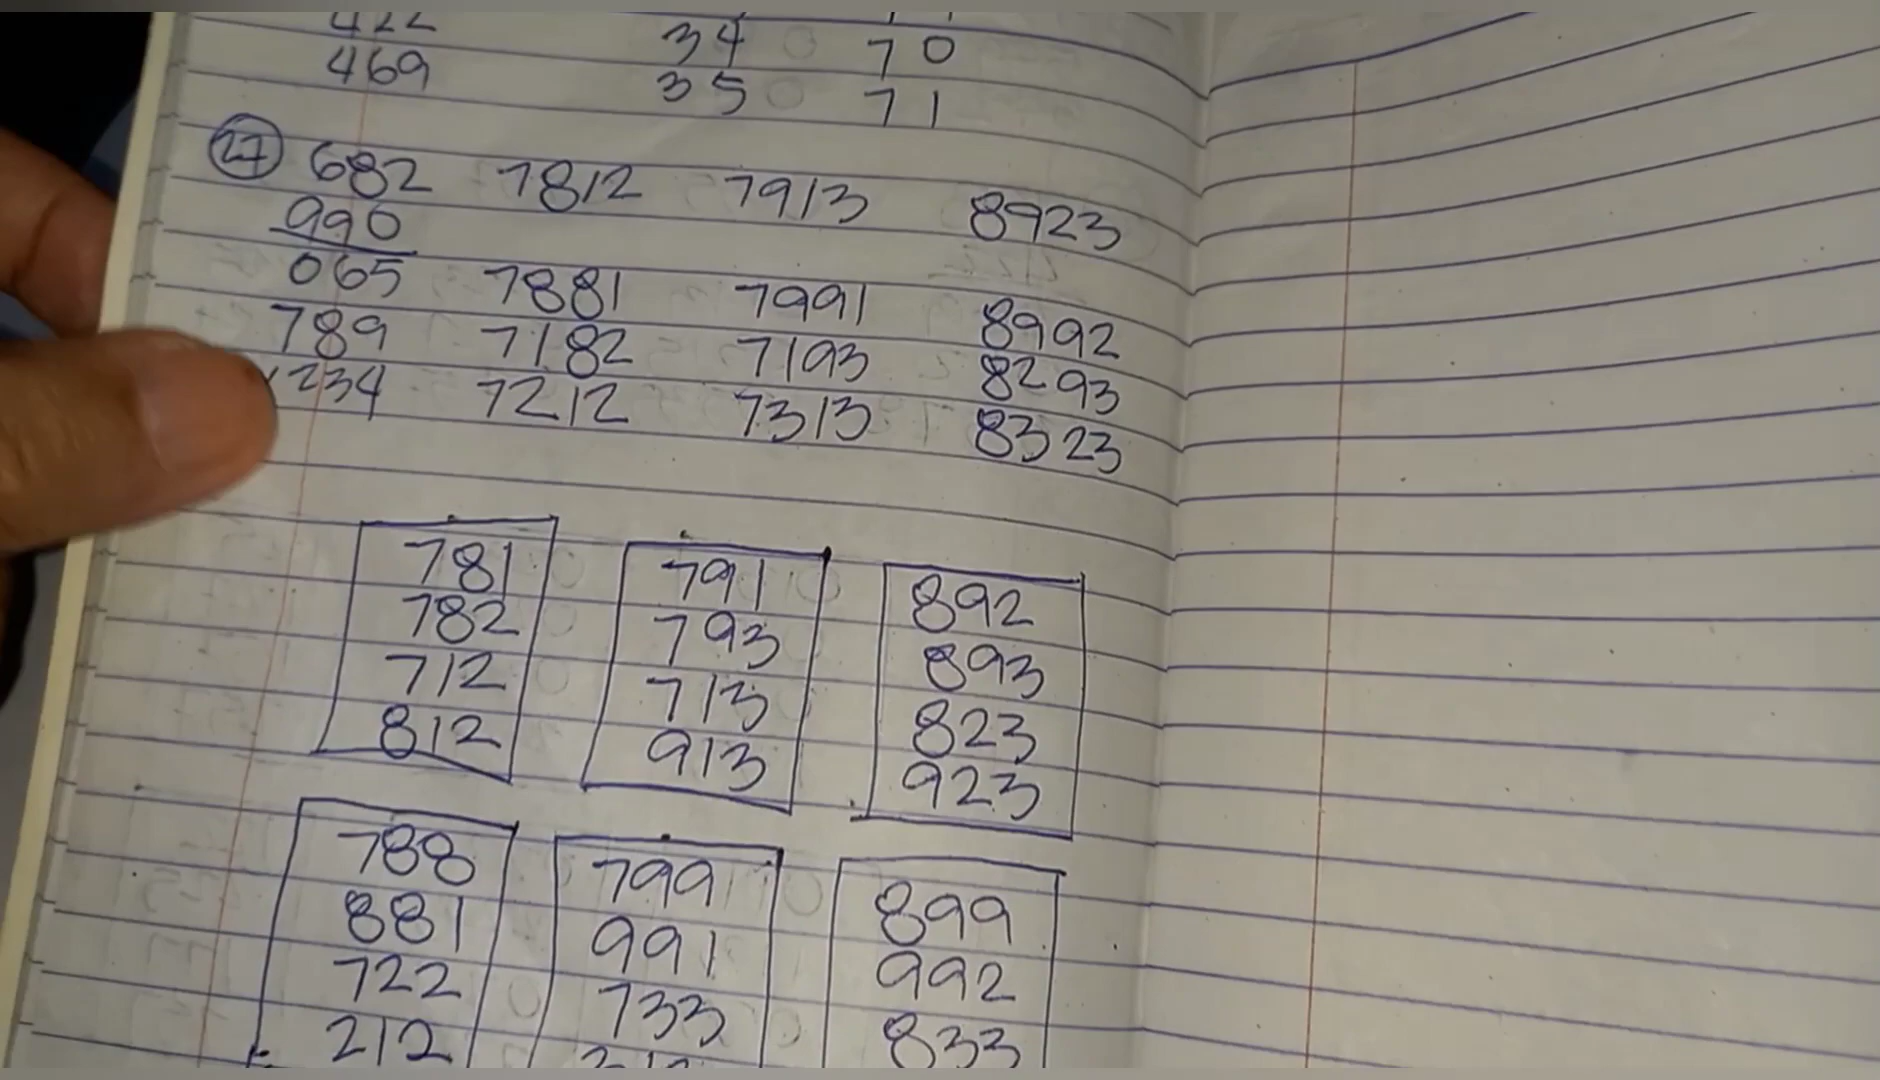 422
469 34 70
35 71
27 682 7812 7913 8923
990
065 7881 7991 8992
789 7182 7193 8293
1234 7212 7313 8323
781 791 892
782 793 893
712 713 823
812 913 923
788 799 899
881 991 992
722 733 833
212